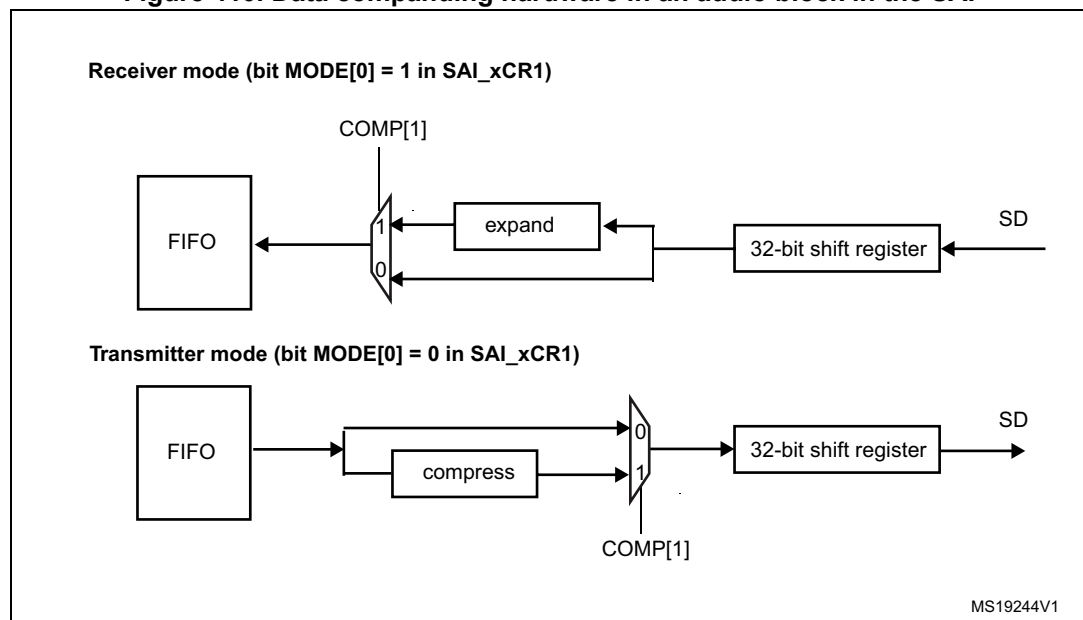 Receiver mode (bit MODE[0] = 1 in SAI_xCR1)
COMP[1]
FIFO
1
0
expand
32-bit shift register
SD
Transmitter mode (bit MODE[0] = 0 in SAI_xCR1)
FIFO
compress
0
1
COMP[1]
32-bit shift register
SD
MS19244V1